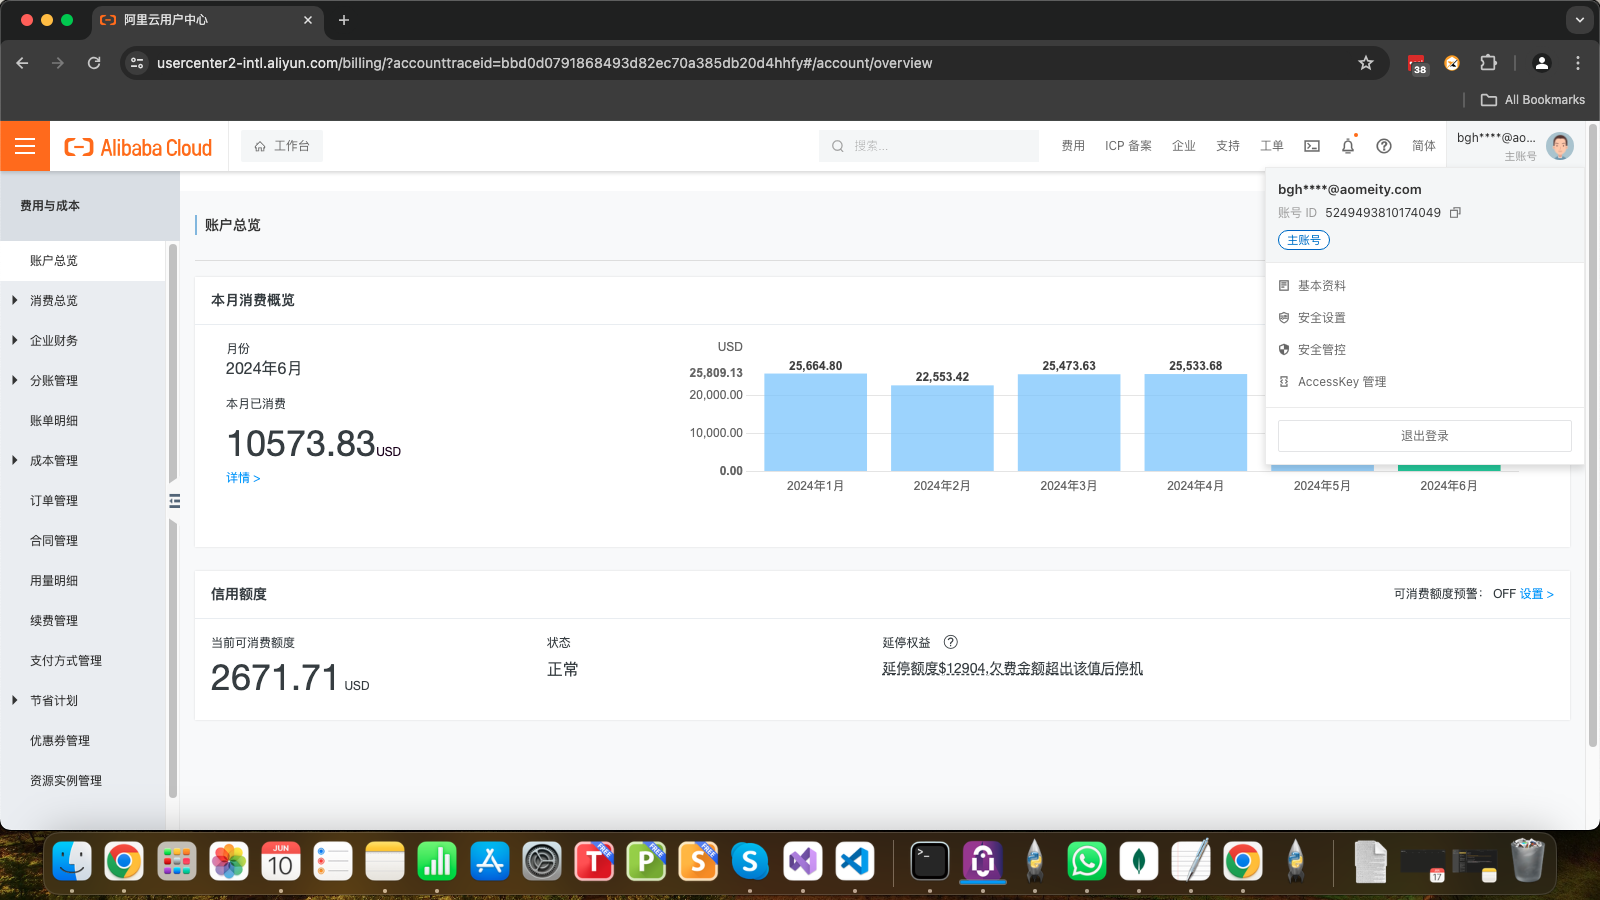 阿里云用户中心
usercenter2-intl.aliyun.com/billing/?accounttraceid=bbd0d0791868493d82ec70a385db20d4hhfy#/account/overview
38
All Bookmarks
Alibaba Cloud
工作台
搜索...
费用
ICP 备案
企业
支持
工单
简体
bgh****@ao...
主账号
bgh****@aomeity.com
账号 ID 5249493810174049
主账号
基本资料
安全设置
安全管控
AccessKey 管理
退出登录
费用与成本
账户总览
消费总览
企业财务
分账管理
账单明细
成本管理
订单管理
合同管理
用量明细
续费管理
支付方式管理
节省计划
优惠券管理
资源实例管理
账户总览
本月消费概览
月份
2024年6月
本月已消费
10573.83USD
详情 >
USD
25,809.13
20,000.00
10,000.00
0.00
25,664.80
22,553.42
25,473.63
25,533.68
2024年1月
2024年2月
2024年3月
2024年4月
2024年5月
2024年6月
信用额度
可消费额度预警： OFF 设置 >
当前可消费额度
2671.71 USD
状态
正常
延停权益
延停额度$12904,欠费金额超出该值后停机
JUN
10
T
FREE
P
FREE
S
FREE
S
17